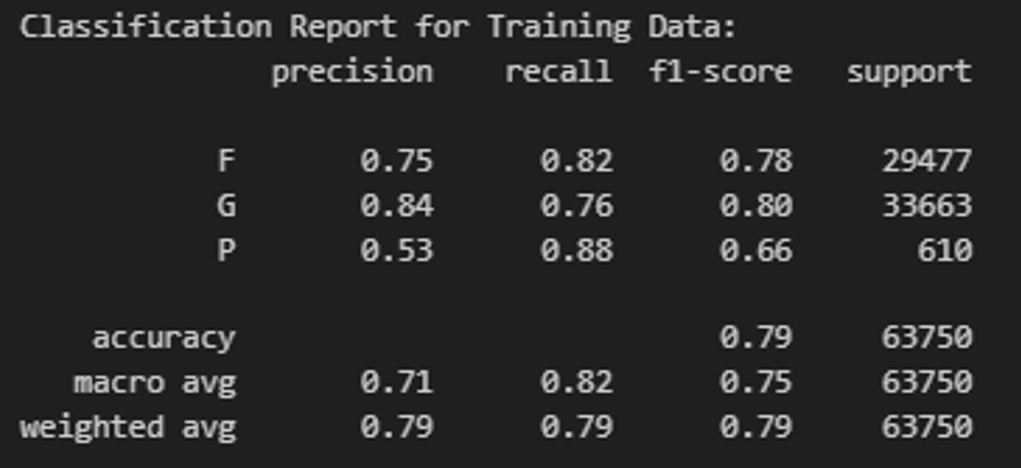 Classification Report for Training Data:
precision recall f1-score support
F 0.75 0.82 0.78 29477
G 0.84 0.76 0.80 33663
P 0.53 0.88 0.66 610
accuracy 0.79 63750
macro avg 0.71 0.82 0.75 63750
weighted avg 0.79 0.79 0.79 63750